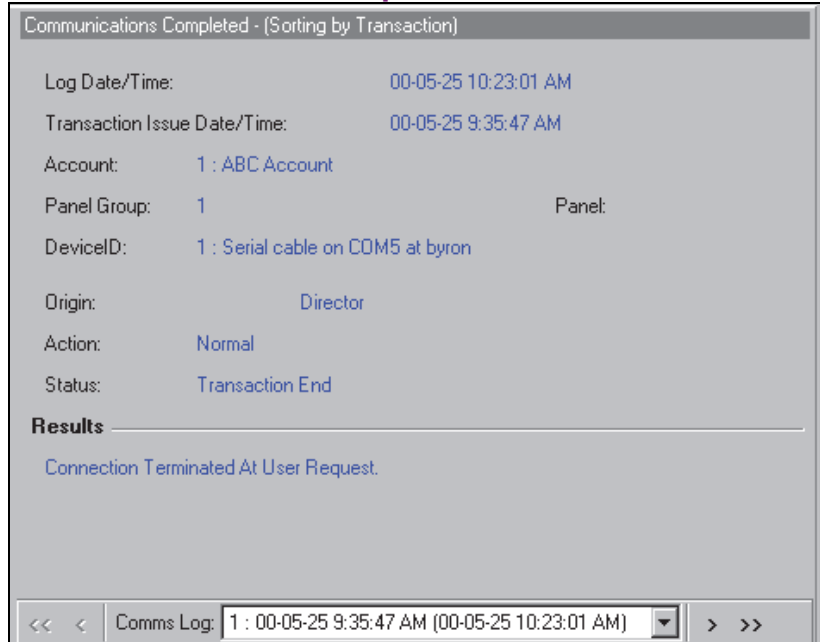 Communications Completed - (Sorting by Transaction)
Log Date/Time: 00-05-25 10:23:01 AM
Transaction Issue Date/Time: 00-05-25 9:35:47 AM
Account: 1 : ABC Account
Panel Group: 1 Panel:
DeviceID: 1 : Serial cable on COM5 at byron
Origin: Director
Action: Normal
Status: Transaction End
Results
Connection Terminated At User Request.
<< < Comms Log: 1 : 00-05-25 9:35:47 AM (00-05-25 10:23:01 AM) > >>